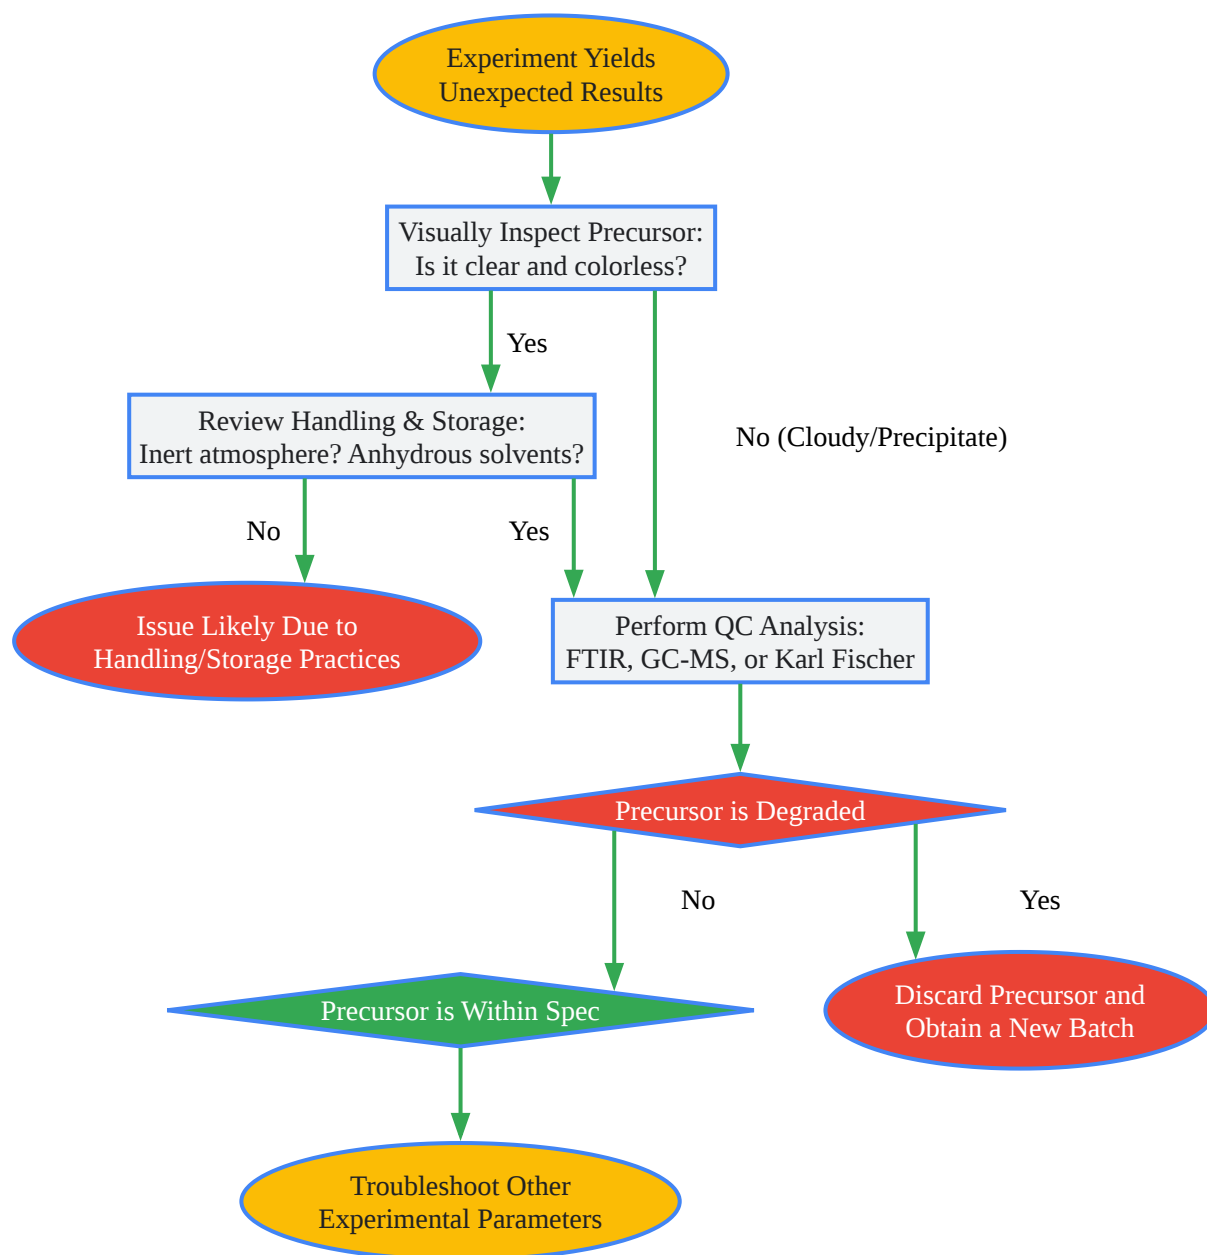 Experiment Yields
Unexpected Results
Visually Inspect Precursor:
Is it clear and colorless?
Yes
Review Handling & Storage:
Inert atmosphere? Anhydrous solvents?
No (Cloudy/Precipitate)
No
Yes
Issue Likely Due to
Handling/Storage Practices
Perform QC Analysis:
FTIR, GC-MS, or Karl Fischer
Precursor is Degraded
No
Yes
Precursor is Within Spec
Discard Precursor and
Obtain a New Batch
Troubleshoot Other
Experimental Parameters